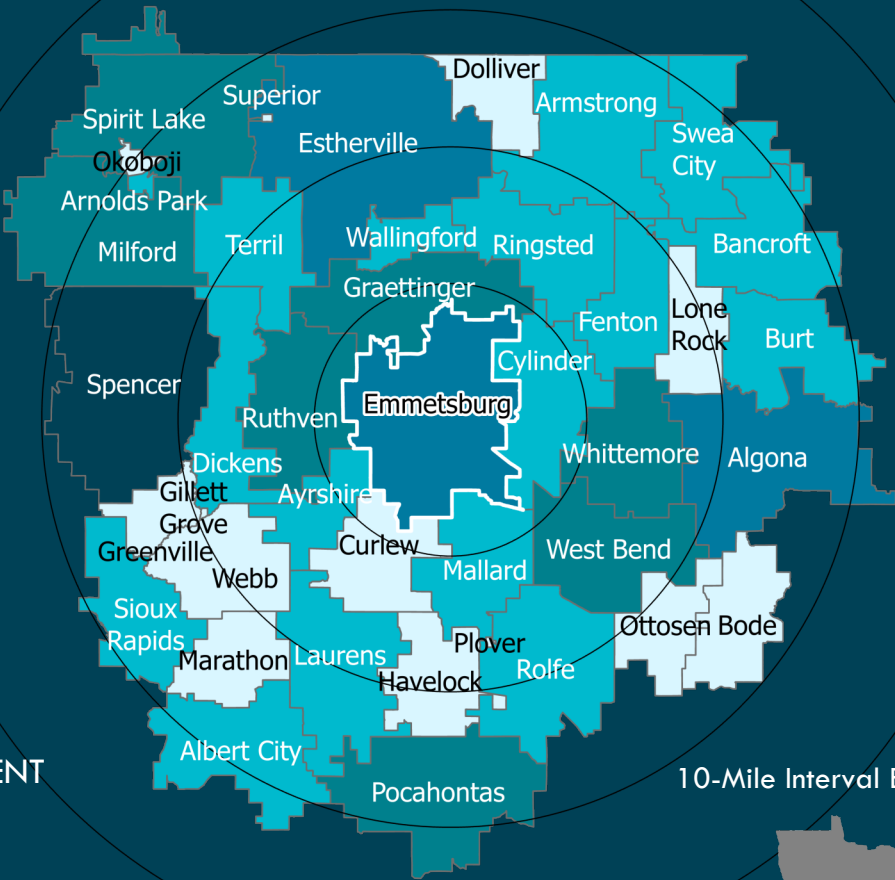 Dolliver
Superior
Armstrong
Spirit Lake
Swea
City
Estherville
Okoboji
Arnolds Park
Wallingford
Ringsted
Bancroft
Milford
Terril
Graettinger
Lone
Rock
Fenton
Burt
Cylinder
Spencer
Emmetsburg
Ruthven
Whittemore
Algona
Dickens
Gillett
Grove
Ayrshire
Greenville
Curlew
West Bend
Mallard
Webb
Sioux
Rapids
Ottosen
Bode
Plover
Marathon
Laurens
Rolfe
Havelock
Albert City
ENT
10-Mile Interval
Pocahontas